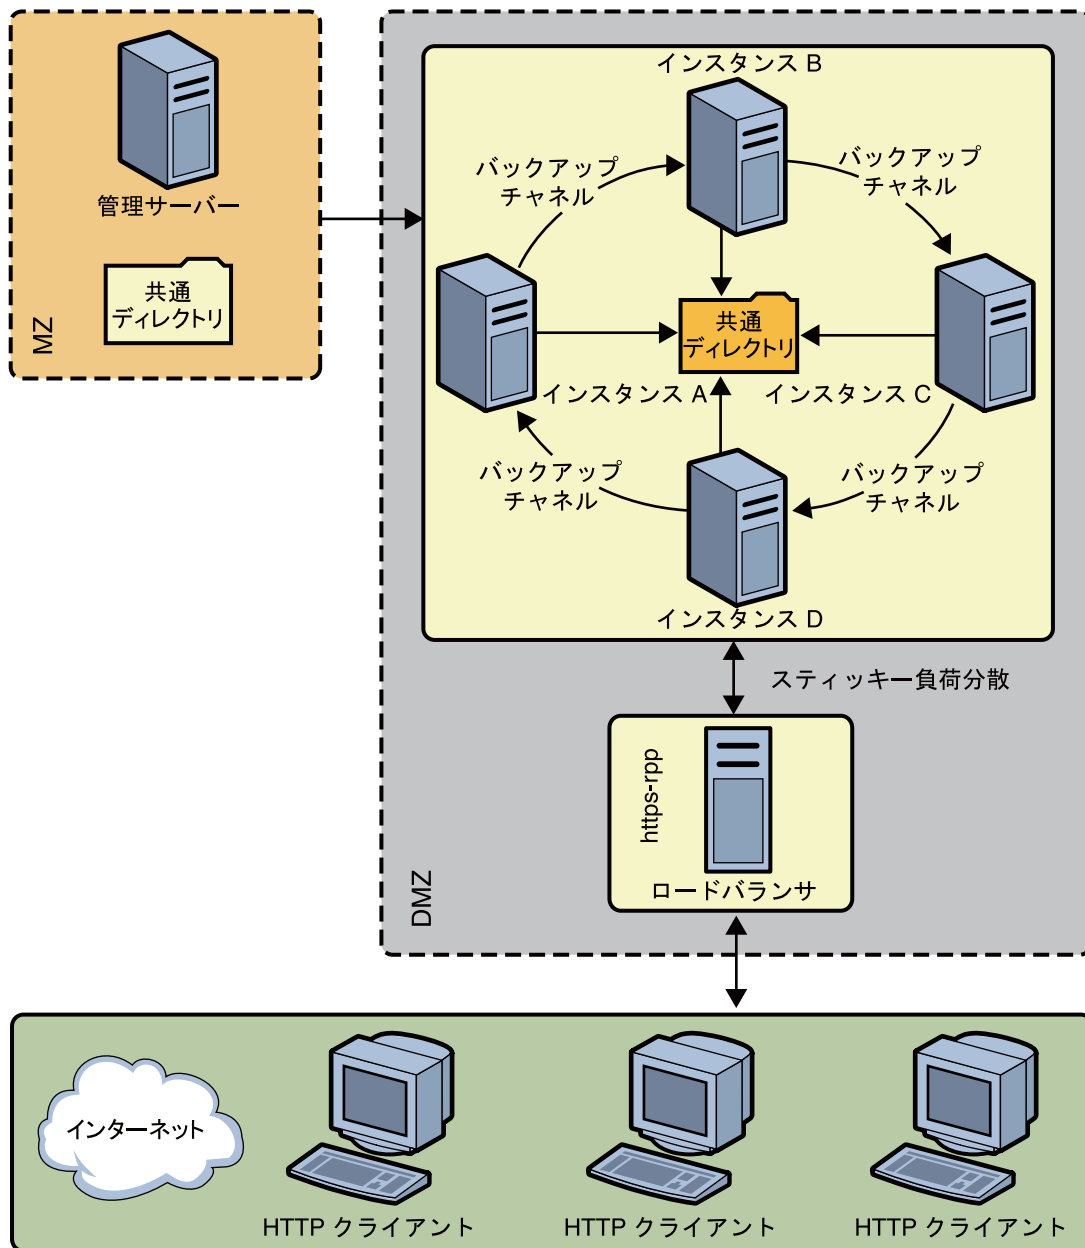 管理サーバー
共通
ディレクトリ
MZ
インスタンス B
バックアップ
チャネル
バックアップ
チャネル
共通
ディレクトリ
インスタンス A
インスタンス C
バックアップ
チャネル
バックアップ
チャネル
インスタンス D
スティッキー負荷分散
https-rpp
ロードバランサ
DMZ
インターネット
HTTP クライアント
HTTP クライアント
HTTP クライアント